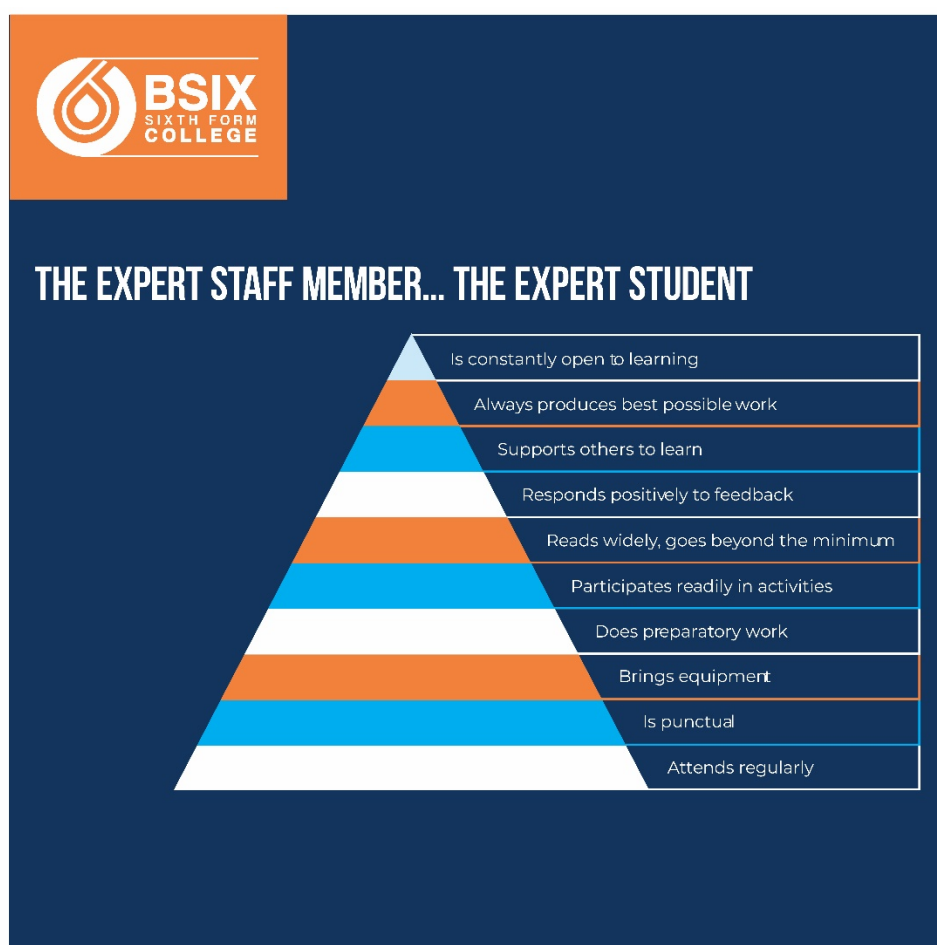 BSIX
SIXTH FORM
COLLEGE
THE EXPERT STAFF MEMBER... THE EXPERT STUDENT
Is constantly open to learning
Always produces best possible work
Supports others to learn
Responds positively to feedback
Reads widely, goes beyond the minimum
Participates readily in activities
Does preparatory work
Brings equipment
Is punctual
Attends regularly